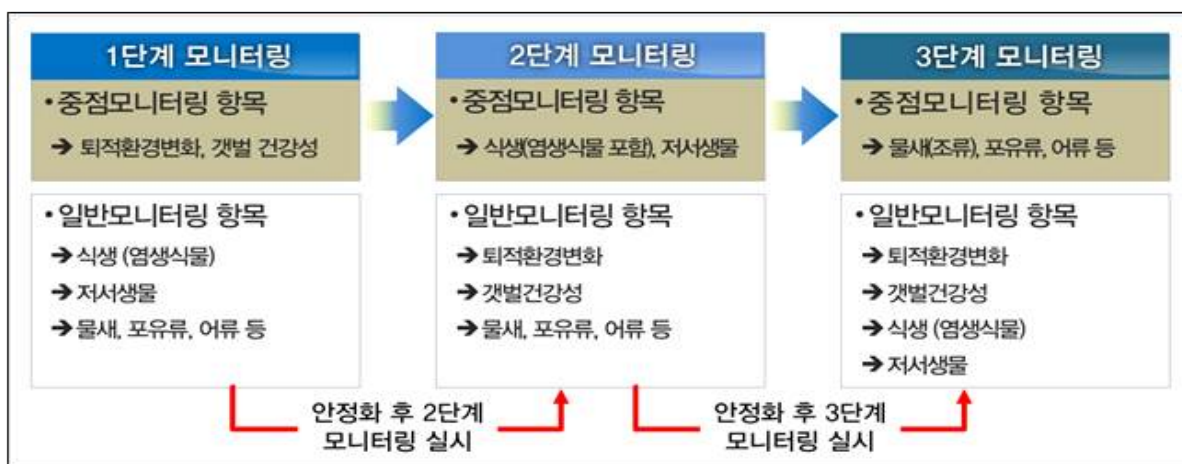 1단계 모니터링
• 중점모니터링 항목
➔ 퇴적환경변화, 갯벌 건강성
• 일반모니터링 항목
➔ 식생 (염생식물)
➔ 저서생물
➔ 물새, 포유류, 어류 등
2단계 모니터링
• 중점모니터링 항목
➔ 식생(염생식물 포함), 저서생물
• 일반모니터링 항목
➔ 퇴적환경변화
➔ 갯벌건강성
➔ 물새, 포유류, 어류 등
3단계 모니터링
• 중점모니터링 항목
➔ 물새(조류), 포유류, 어류 등
• 일반모니터링 항목
➔ 퇴적환경변화
➔ 갯벌건강성
➔ 식생 (염생식물)
➔ 저서생물
안정화 후 2단계
모니터링 실시
안정화 후 3단계
모니터링 실시